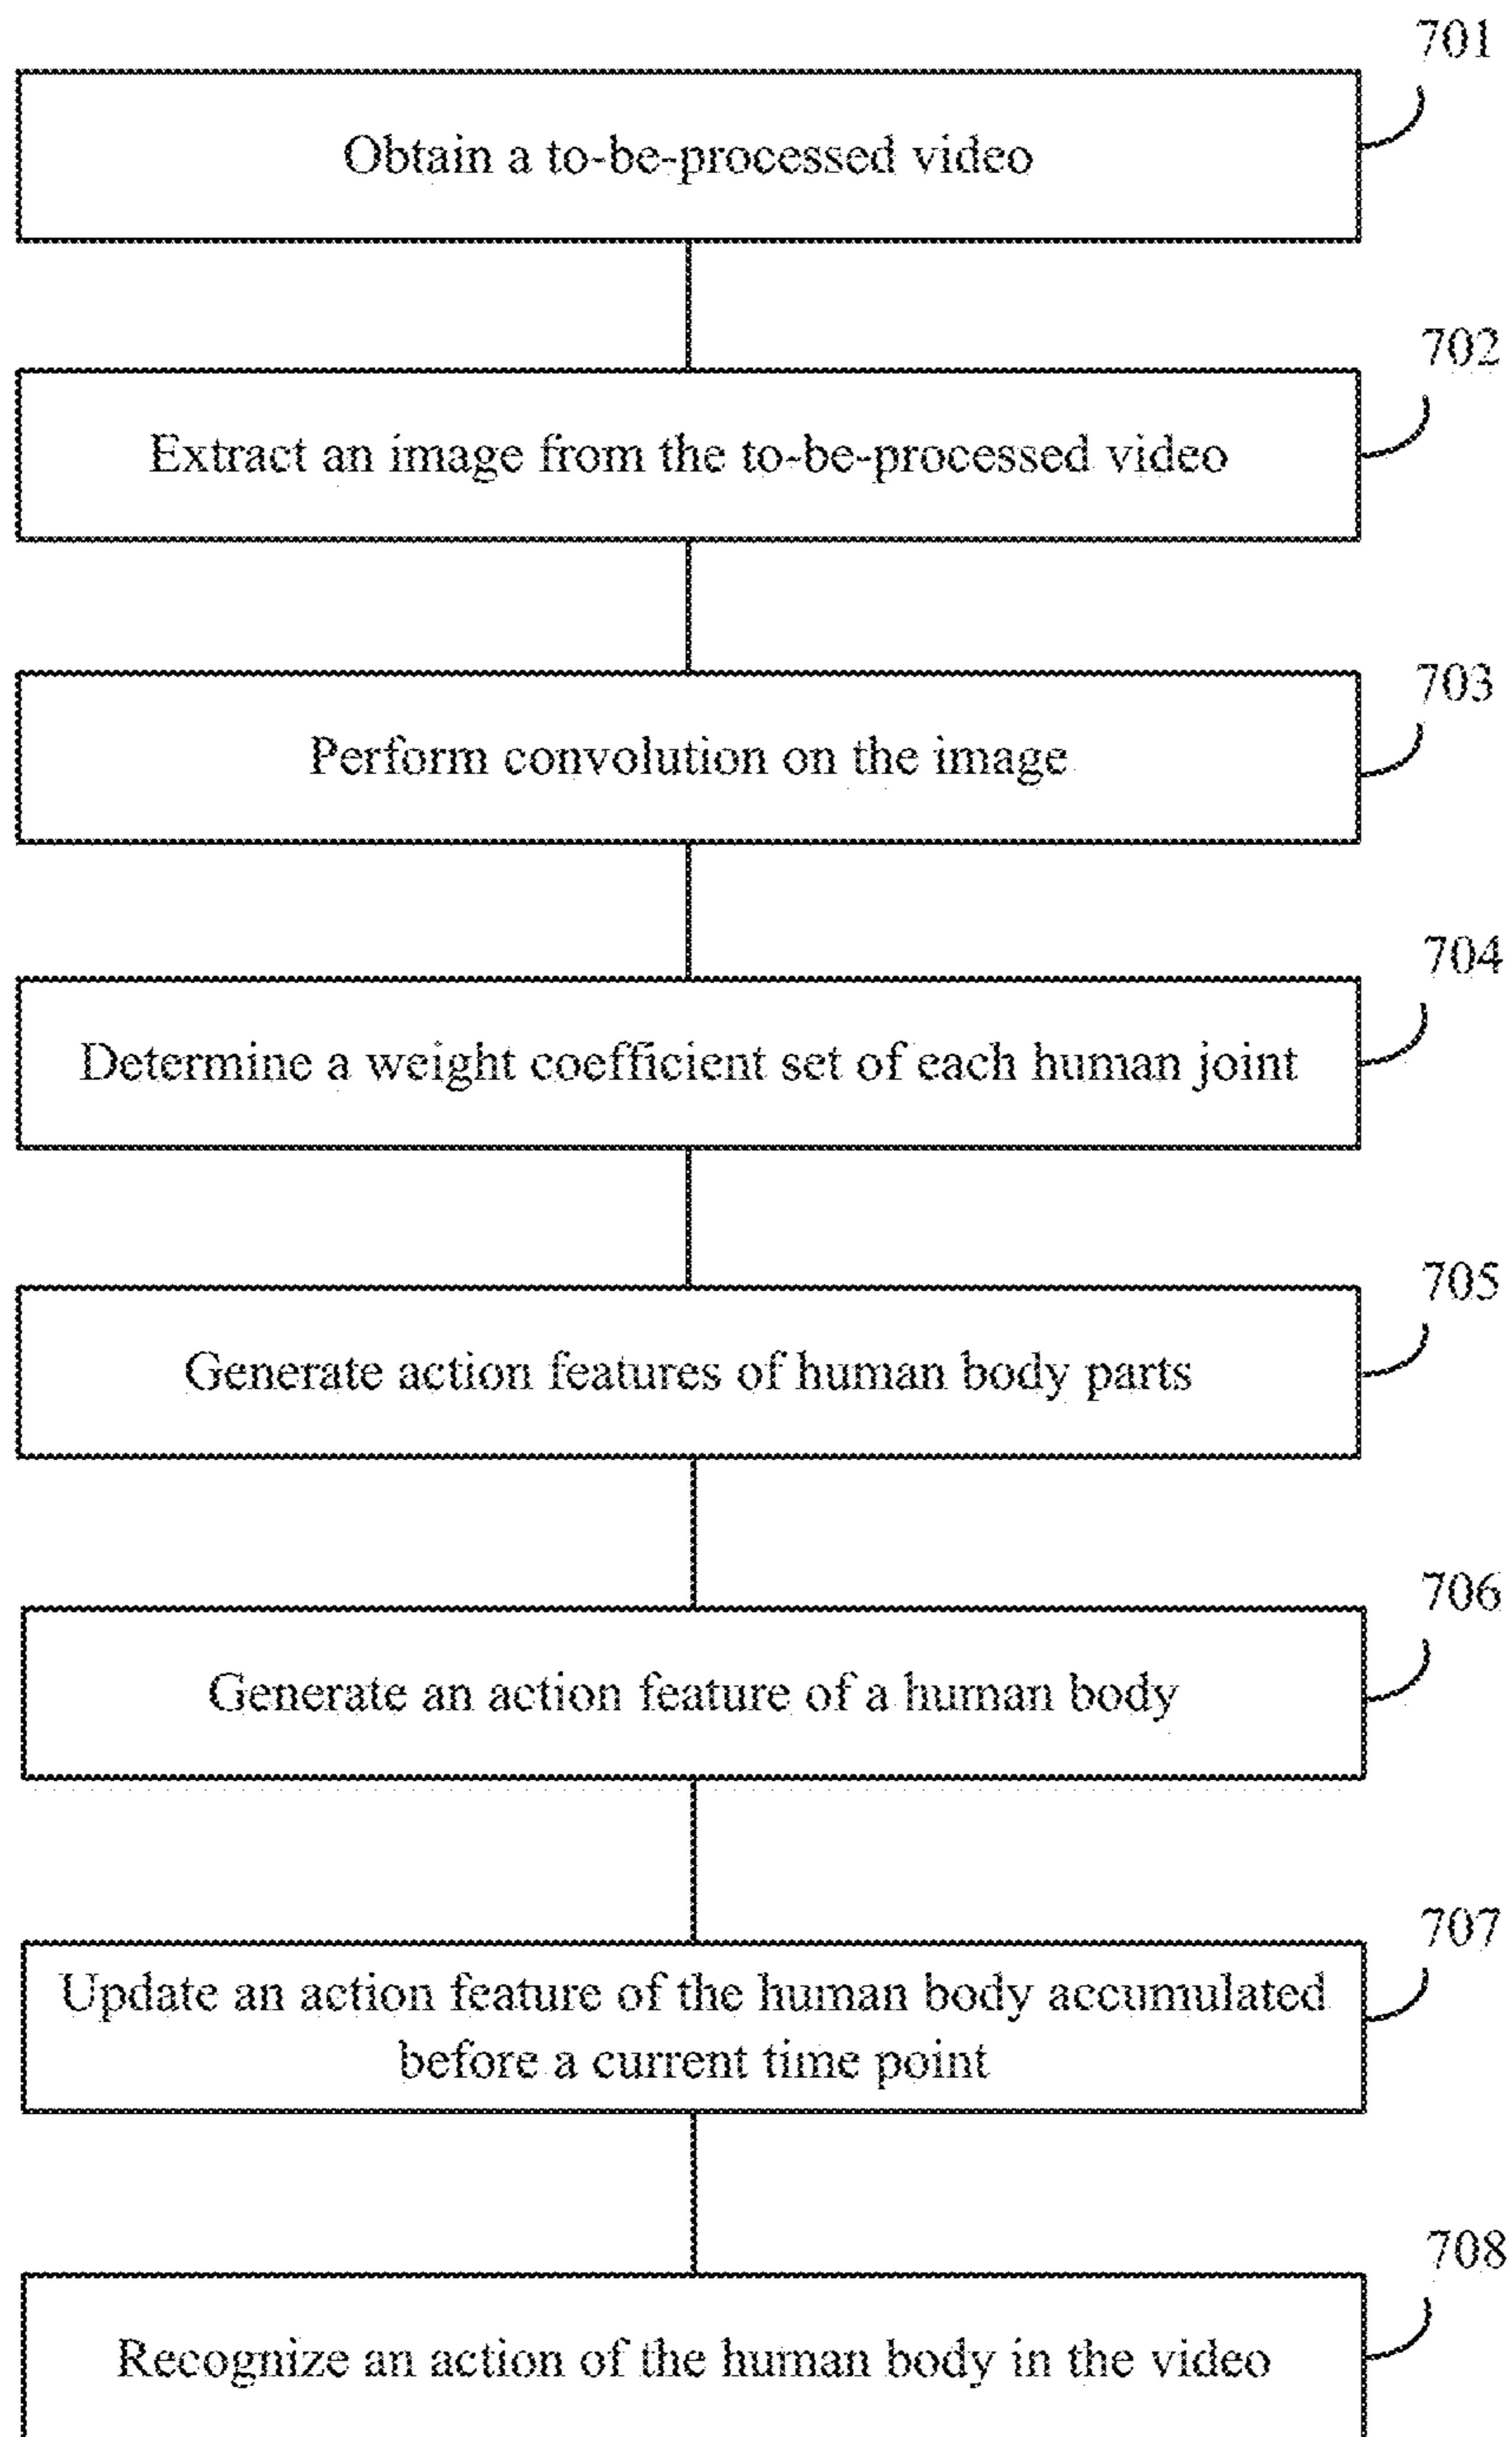 701
Obtain a to-be-processed video
702
Extract an image from the to-be-processed video
703
Perform convolution on the image
704
Determine a weight coefficient set of each human joint
705
Generate action features of human body parts
706
Generate an action feature of a human body
707
Update an action feature of the human body accumulated
before a current time point
708
Recognize an action of the human body in the video